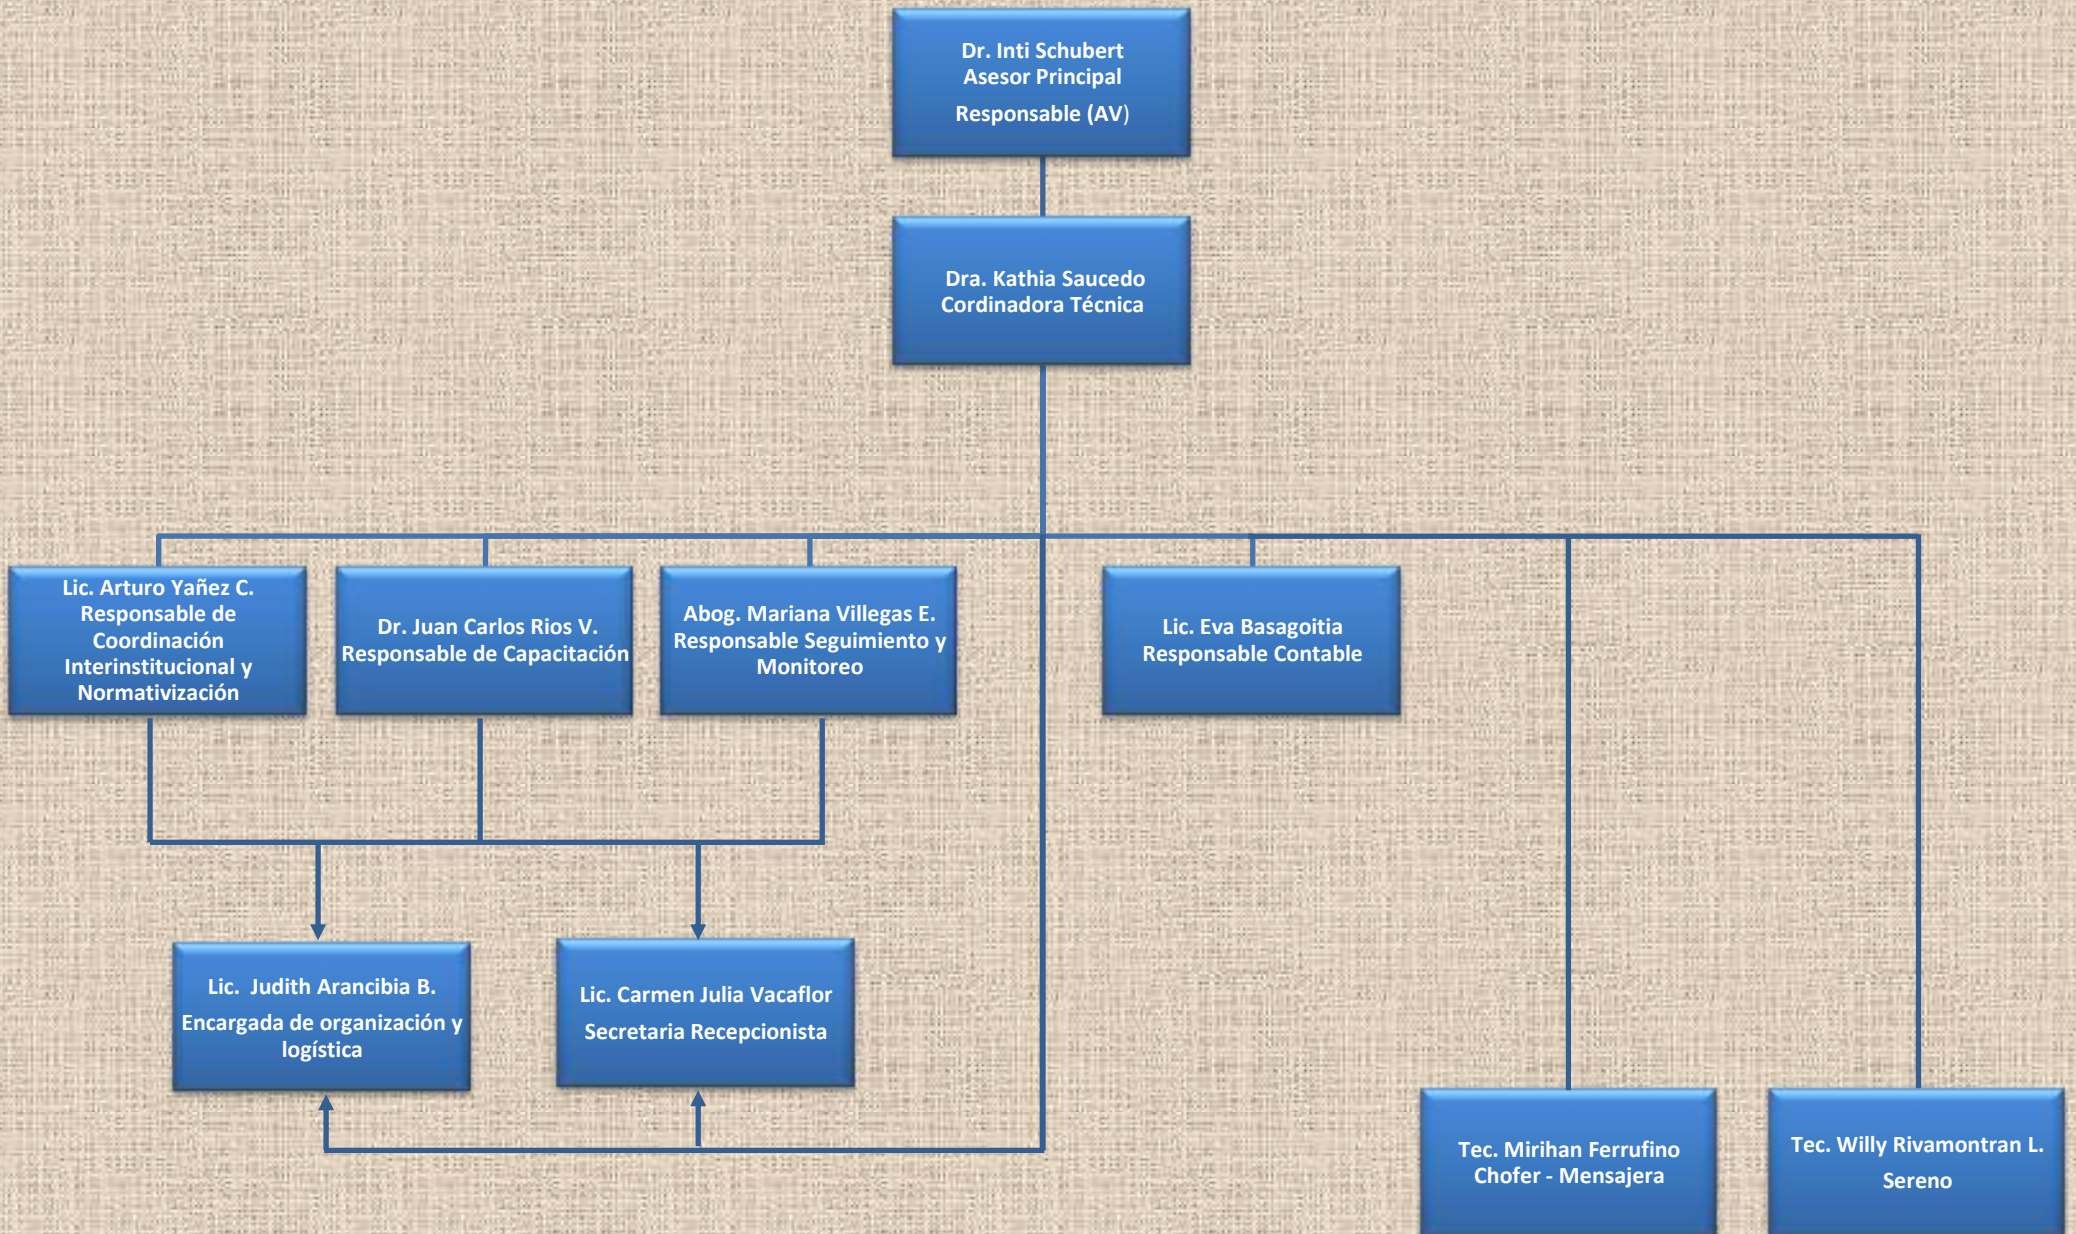 Dr. Inti Schubert
Asesor Principal
Responsable (AV)
Dra. Kathia Saucedo
Cordinadora Técnica
Lic. Arturo Yañez C.
Responsable de
Coordinación
Interinstitucional y
Normativización
Dr. Juan Carlos Rios V.
Responsable de Capacitación
Abog. Mariana Villegas E.
Responsable Seguimiento y
Monitoreo
Lic. Eva Basagoitia
Responsable Contable
Lic. Judith Arancibia B.
Encargada de organización y
logística
Lic. Carmen Julia Vacaflor
Secretaria Recepcionista
Tec. Mirihan Ferrufino
Chofer - Mensajera
Tec. Willy Rivamontran L.
Sereno